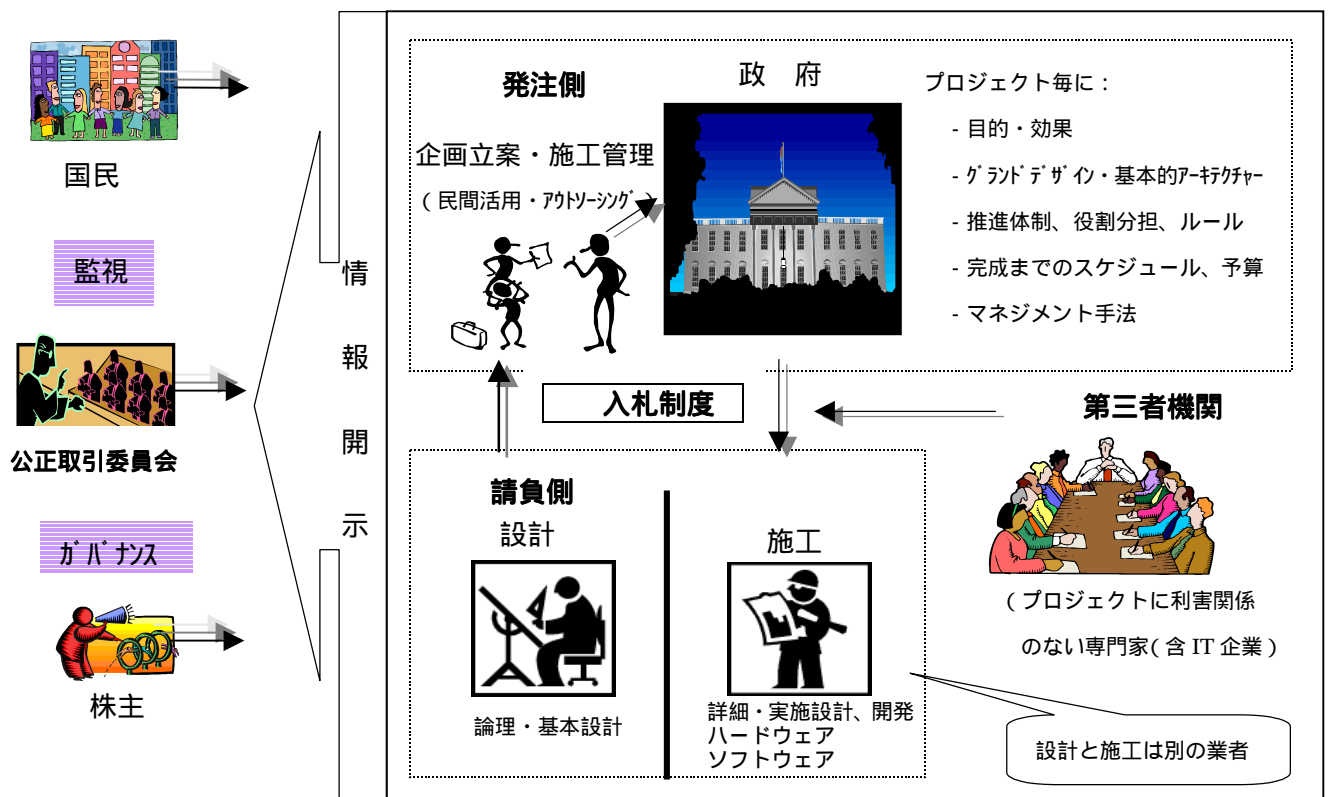 国民
監視
公正取引委員会
ガバナンス
株主
情報開示
発注側
企画立案・施工管理
(民間活用・アウトソーシング)
政 府
プロジェクト毎に:
- 目的・効果
- グランドデザイン・基本的アーキテクチャー
- 推進体制、役割分担、ルール
- 完成までのスケジュール、予算
- マネジメント手法
入札制度
第三者機関
(プロジェクトに利害関係
のない専門家(含 IT 企業)
請負側
設計
論理・基本設計
施工
詳細・実施設計、開発
ハードウェア
ソフトウェア
設計と施工は別の業者